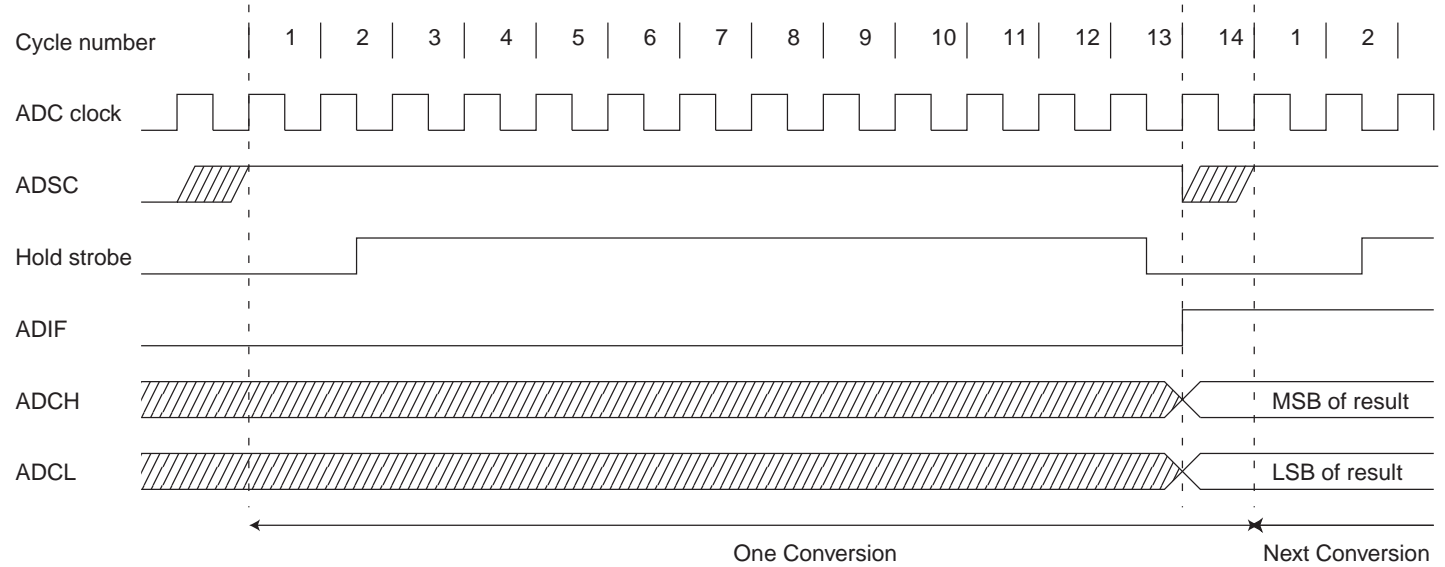 Cycle number 1 2 3 4 5 6 7 8 9 10 11 12 13 14 1 2
ADC clock
ADSC
Hold strobe
ADIF
ADCH MSB of result
ADCL LSB of result
One Conversion Next Conversion